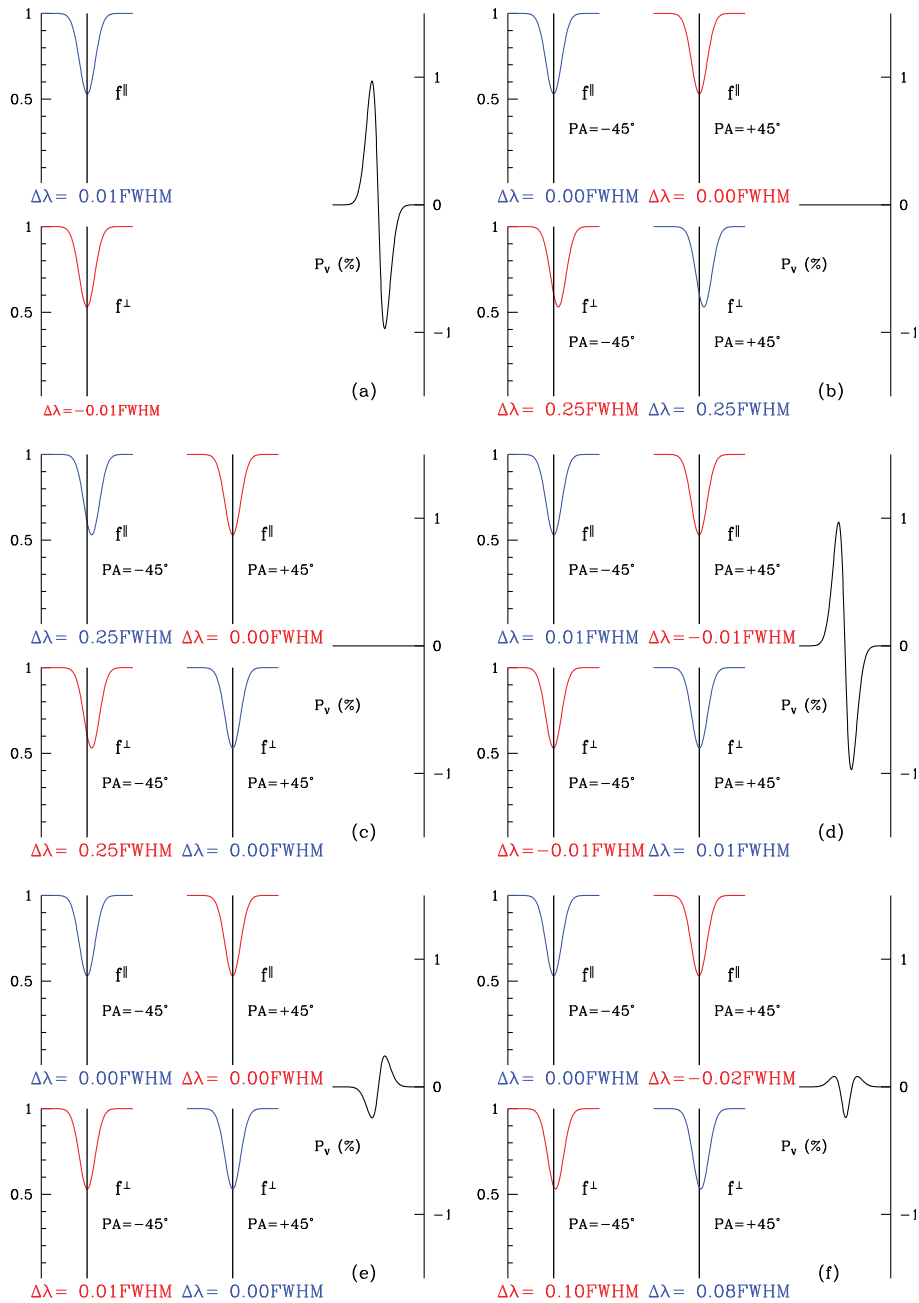 1
0.5
f∥
Δλ= 0.01FWHM
1
0.5
f⊥
Δλ=−0.01FWHM
1
0
−1
Pv (%)
(a)
1
0.5
f∥
PA=−45°
f∥
PA=+45°
Δλ= 0.00FWHM
Δλ= 0.00FWHM
1
0.5
f⊥
PA=−45°
f⊥
PA=+45°
Δλ= 0.25FWHM
Δλ= 0.25FWHM
1
0
−1
Pv (%)
(b)
1
0.5
f∥
PA=−45°
f∥
PA=+45°
Δλ= 0.25FWHM
Δλ= 0.00FWHM
1
0.5
f⊥
PA=−45°
f⊥
PA=+45°
Δλ= 0.25FWHM
Δλ= 0.00FWHM
1
0
−1
Pv (%)
(c)
1
0.5
f∥
PA=−45°
f∥
PA=+45°
Δλ= 0.01FWHM
Δλ=−0.01FWHM
1
0.5
f⊥
PA=−45°
f⊥
PA=+45°
Δλ=−0.01FWHM
Δλ= 0.01FWHM
1
0
−1
Pv (%)
(d)
1
0.5
f∥
PA=−45°
f∥
PA=+45°
Δλ= 0.00FWHM
Δλ= 0.00FWHM
1
0.5
f⊥
PA=−45°
f⊥
PA=+45°
Δλ= 0.01FWHM
Δλ= 0.00FWHM
1
0
−1
Pv (%)
(e)
1
0.5
f∥
PA=−45°
f∥
PA=+45°
Δλ= 0.00FWHM
Δλ=−0.02FWHM
1
0.5
f⊥
PA=−45°
f⊥
PA=+45°
Δλ= 0.10FWHM
Δλ= 0.08FWHM
1
0
−1
Pv (%)
(f)